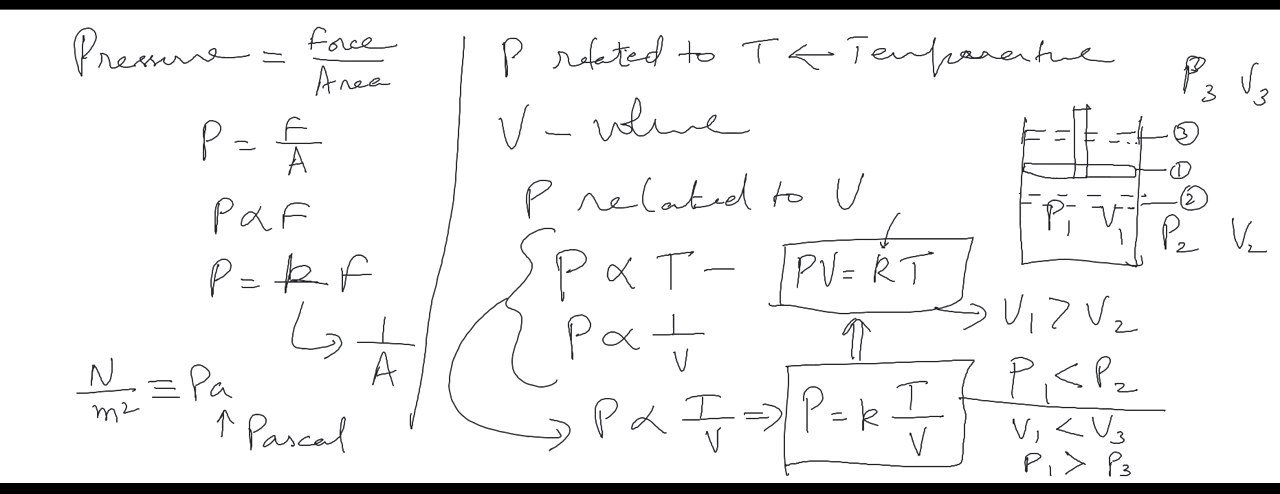 Pressure = Force / Area
P = F / A
P ∝ F
P = k F
1 / A
N / m² ≡ Pa
↑ Pascal
P related to T ← Temperature
V - volume
P related to V
P ∝ T -
P ∝ 1 / V
P ∝ T / V ⇒ P = k T / V
PV = kT
P₃ V₃
③
①
②
P₁ V₁
P₂ V₂
V₁ > V₂
P₁ < P₂
V₁ < V₃
P₁ > P₃